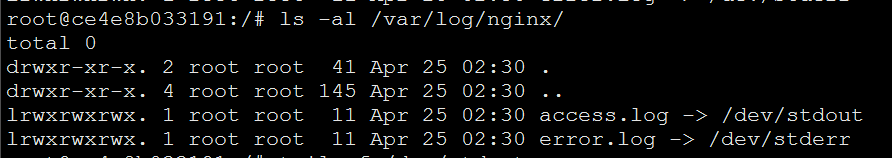 root@ce4e8b033191:/# ls -al /var/log/nginx/
total 0
drwxr-xr-x. 2 root root  41 Apr 25 02:30 .
drwxr-xr-x. 4 root root 145 Apr 25 02:30 ..
lrwxrwxrwx. 1 root root  11 Apr 25 02:30 access.log -> /dev/stdout
lrwxrwxrwx. 1 root root  11 Apr 25 02:30 error.log -> /dev/stderr